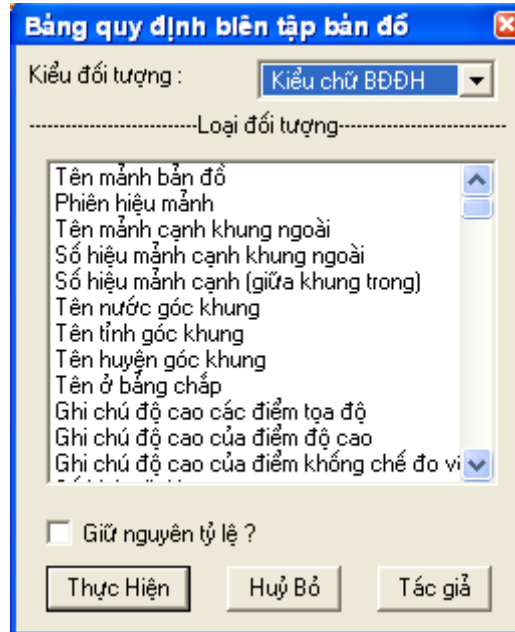 Bảng quy định biên tập bản đồ
Kiểu đối tượng :
Kiểu chữ BĐĐH
--------------------------Loại đối tượng--------------------------
Tên mảnh bản đồ
Phiên hiệu mảnh
Tên mảnh cạnh khung ngoài
Số hiệu mảnh cạnh khung ngoài
Số hiệu mảnh cạnh (giữa khung trong)
Tên nước góc khung
Tên tỉnh góc khung
Tên huyện góc khung
Tên ở bảng chắp
Ghi chú độ cao các điểm tọa độ
Ghi chú độ cao của điểm độ cao
Ghi chú độ cao của điểm khống chế đo vi
Giữ nguyên tỷ lệ ?
Thực Hiện
Huỷ Bỏ
Tác giả